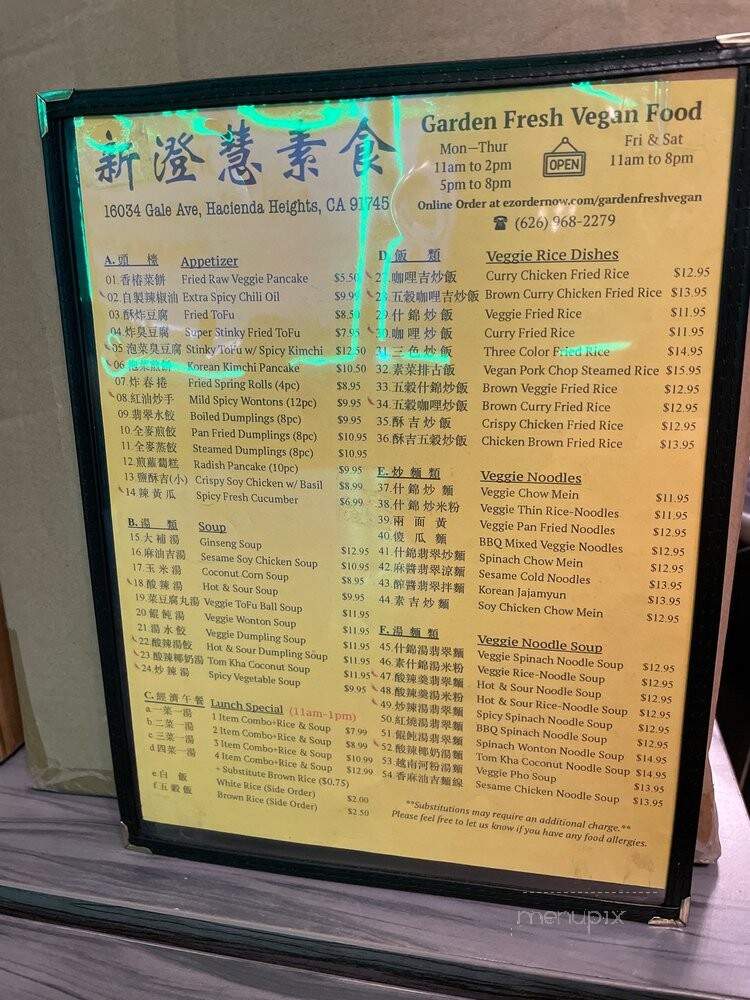 新澄慧素食
16034 Gale Ave, Hacienda Heights, CA 91745
Garden Fresh Vegan Food
Mon—Thur
11am to 2pm
5pm to 8pm
OPEN
Fri & Sat
11am to 8pm
Online Order at ezordernow.com/gardenfreshvegan
☎ (626) 968-2279
A. 頭 檯 Appetizer
01.香椿菜餅 Fried Raw Veggie Pancake $5.50
02.自製辣椒油 Extra Spicy Chili Oil $9.99
03.酥炸豆腐 Fried ToFu $8.50
04.炸臭豆腐 Super Stinky Fried ToFu $7.95
05.泡菜臭豆腐 Stinky ToFu w/ Spicy Kimchi $12.50
06.泡菜煎餅 Korean Kimchi Pancake $10.50
07.炸春捲 Fried Spring Rolls (4pc) $8.95
08.紅油炒手 Mild Spicy Wontons (12pc) $9.95
09.翡翠水餃 Boiled Dumplings (8pc) $9.95
10.全麥煎餃 Pan Fried Dumplings (8pc) $10.95
11.全麥蒸餃 Steamed Dumplings (8pc) $10.95
12.煎蘿蔔糕 Radish Pancake (10pc) $9.95
13.鹽酥吉(小) Crispy Soy Chicken w/ Basil $8.99
14 辣黃瓜 Spicy Fresh Cucumber $6.99
B. 湯 類 Soup
15 大補湯 Ginseng Soup $12.95
16.麻油吉湯 Sesame Soy Chicken Soup $10.95
17.玉米湯 Coconut Corn Soup $8.95
18 酸辣湯 Hot & Sour Soup $9.95
19.菜豆腐丸湯 Veggie ToFu Ball Soup $11.95
20 餛飩湯 Veggie Wonton Soup $11.95
21.湯水餃 Veggie Dumpling Soup $11.95
22 酸辣湯餃 Hot & Sour Dumpling Soup $11.95
23.酸辣椰奶湯 Tom Kha Coconut Soup $11.95
24.炒辣湯 Spicy Vegetable Soup $9.95
C. 經濟午餐 Lunch Special (11am-1pm)
a.一菜一湯 1 Item Combo+Rice & Soup $7.99
b.二菜一湯 2 Item Combo+Rice & Soup $8.99
c.三菜一湯 3 Item Combo+Rice & Soup $10.99
d.四菜一湯 4 Item Combo+Rice & Soup $12.99
+ Substitute Brown Rice ($0.75)
e 白 飯 White Rice (Side Order) $2.00
f 五穀飯 Brown Rice (Side Order) $2.50
D. 飯 類 Veggie Rice Dishes
咖哩吉炒飯 Curry Chicken Fried Rice $12.95
五穀咖哩吉炒飯 Brown Curry Chicken Fried Rice $13.95
29.什錦炒飯 Veggie Fried Rice $11.95
30.咖哩炒飯 Curry Fried Rice $11.95
31.三色炒飯 Three Color Fried Rice $14.95
32 素菜排古飯 Vegan Pork Chop Steamed Rice $15.95
33.五穀什錦炒飯 Brown Veggie Fried Rice $12.95
34.五穀咖哩炒飯 Brown Curry Fried Rice $12.95
35.酥吉炒飯 Crispy Chicken Fried Rice $12.95
36.酥吉五穀炒飯 Chicken Brown Fried Rice $13.95
E. 炒麵類 Veggie Noodles
37.什錦炒麵 Veggie Chow Mein $11.95
38.什錦炒米粉 Veggie Thin Rice-Noodles $11.95
39.兩面黃 Veggie Pan Fried Noodles $12.95
40.傻瓜麵 BBQ Mixed Veggie Noodles $12.95
41 什錦翡翠炒麵 Spinach Chow Mein $12.95
42 麻醬翡翠涼麵 Sesame Cold Noodles $13.95
43 醡醬翡翠拌麵 Korean Jajamyun $13.95
44 素吉炒麵 Soy Chicken Chow Mein $12.95
F. 湯麵類 Veggie Noodle Soup
45.什錦湯翡翠麵 Veggie Spinach Noodle Soup $12.95
46 素什錦湯米粉 Veggie Rice-Noodle Soup $12.95
47 酸辣羹翡翠麵 Hot & Sour Noodle Soup $12.95
48 酸辣羹湯米粉 Hot & Sour Rice-Noodle Soup $12.95
49.炒辣湯翡翠麵 Spicy Spinach Noodle Soup $12.95
50 紅燒湯翡翠麵 BBQ Spinach Noodle Soup $12.95
51 餛飩湯翡翠麵 Spinach Wonton Noodle Soup $14.95
52 酸辣椰奶湯麵 Tom Kha Coconut Noodle Soup $14.95
53 越南河粉湯麵 Veggie Pho Soup $13.95
54 香麻油吉麵線 Sesame Chicken Noodle Soup $13.95
**Substitutions may require an additional charge.**
Please feel free to let us know if you have any food allergies.
menupix